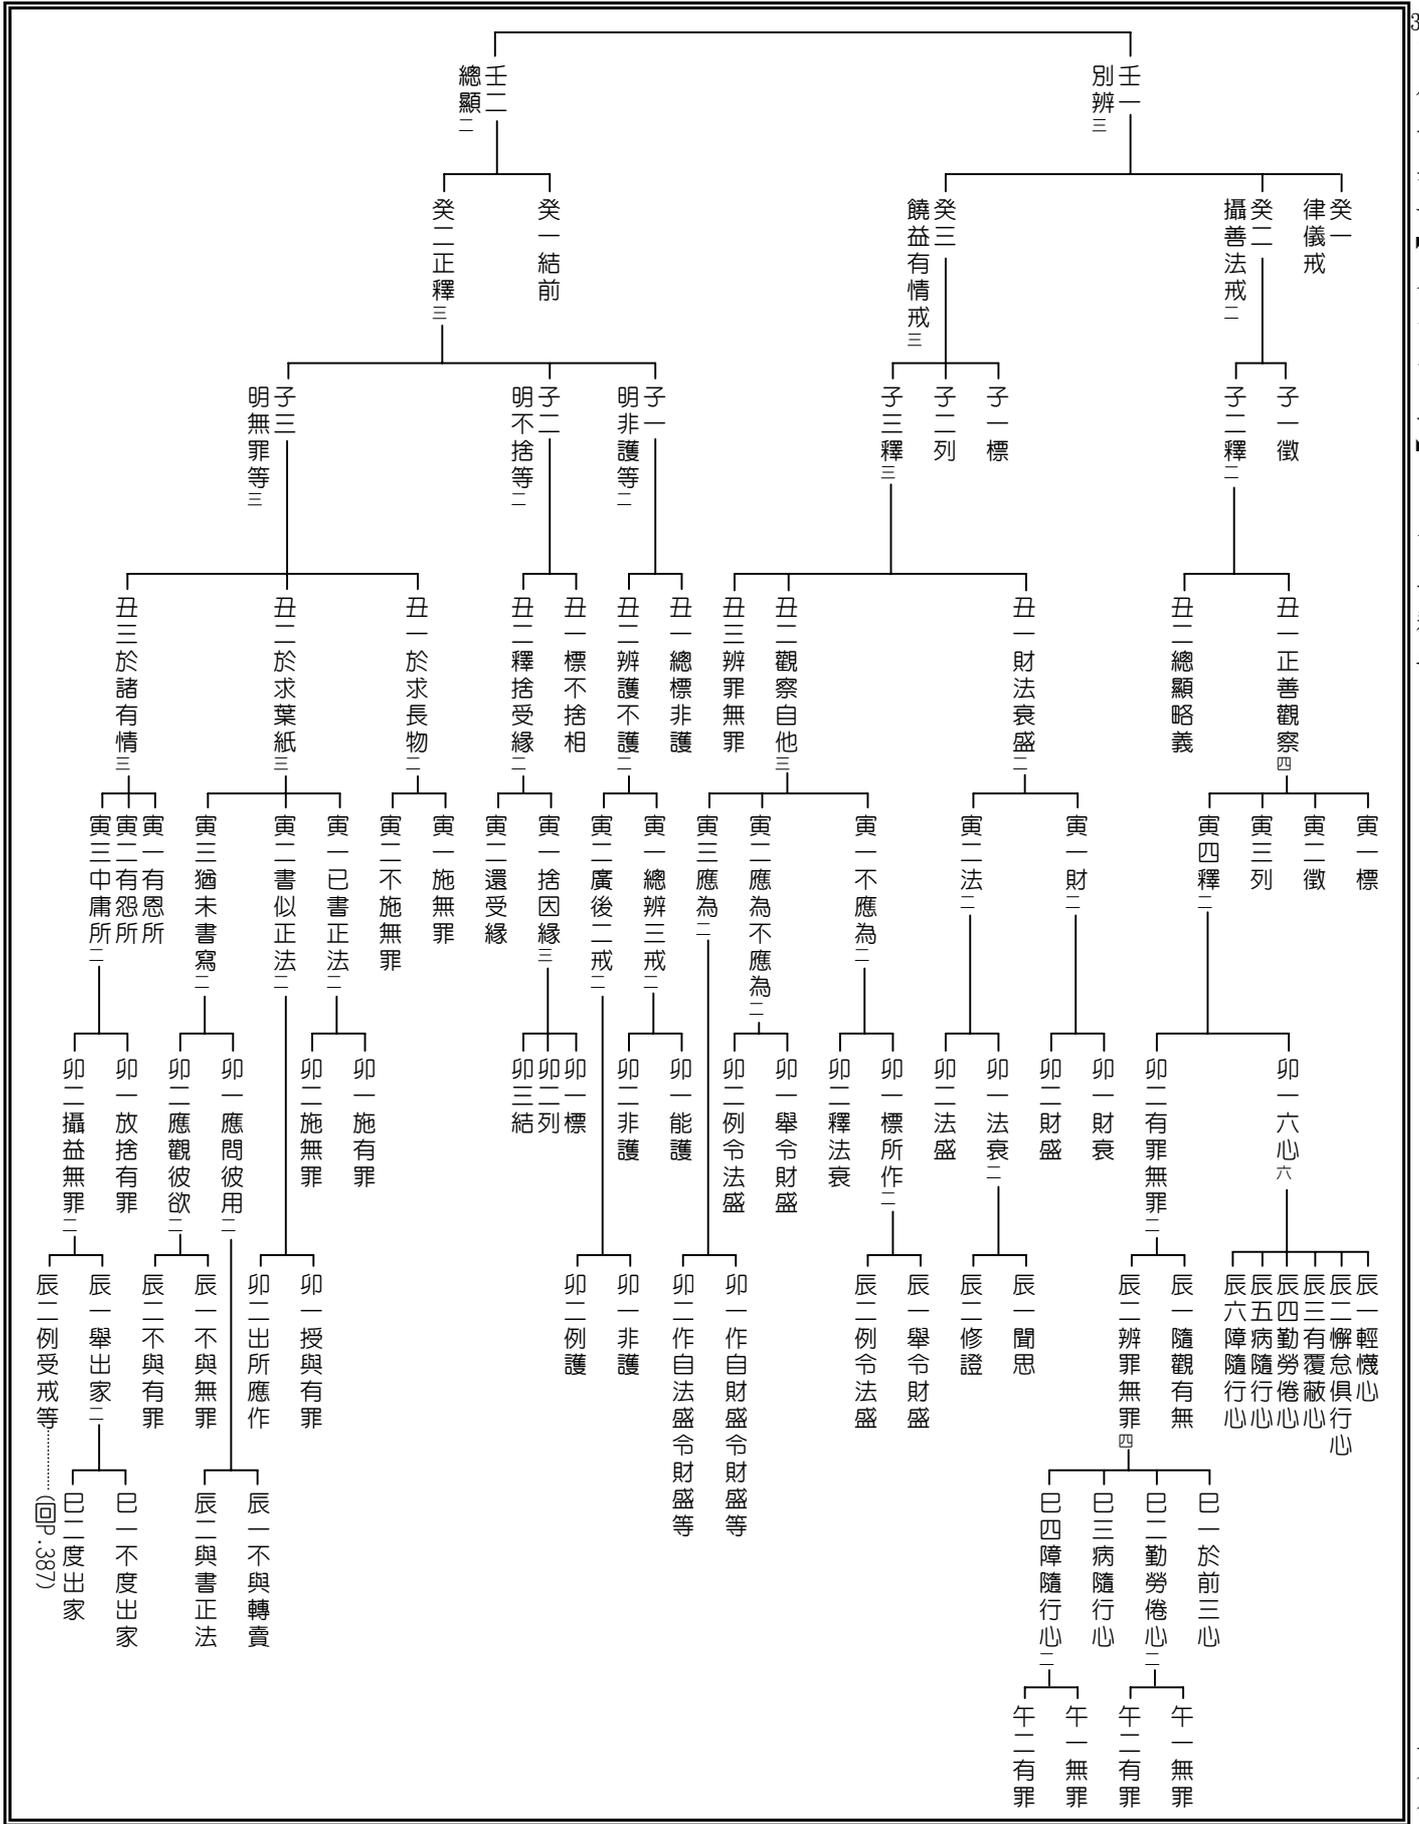 3
壬一
別辨三
壬二
總顯二
癸一
律儀戒
癸二
攝善法戒二
癸三
饒益有情戒三
癸一結前
癸二正釋三
子一徵
子二釋二
子一標
子二列
子三釋三
子一
明非護等二
子二
明不捨等二
子三
明無罪等三
丑一正善觀察四
丑二總顯略義
丑一財法衰盛二
丑二觀察自他三
丑三辨罪無罪
丑一總標非護
丑二辨護不護二
丑一標不捨相
丑二釋捨受緣二
丑一於求長物二
丑二於求葉紙三
丑三於諸有情三
寅一標
寅二徵
寅三列
寅四釋二
寅一財二
寅二法二
寅一不應為二
寅二應為不應為二
寅三應為二
寅一總辨三戒二
寅二廣後二戒二
寅一捨因緣三
寅二還受緣
寅一施無罪
寅二不施無罪
寅一已書正法二
寅二書似正法二
寅三猶未書寫二
寅一有恩所
寅二有怨所
寅三中庸所二
卯一六心六
卯二有罪無罪二
卯一財衰
卯二財盛
卯一法衰二
卯二法盛
卯一標所作二
卯二釋法衰
卯一舉令財盛
卯二例令法盛
卯一能護
卯二非護
卯一標
卯二列
卯三結
卯一施有罪
卯二施無罪
卯一應問彼用二
卯二應觀彼欲二
卯一放捨有罪
卯二攝益無罪二
辰一輕懱心
辰二懈怠俱行心
辰三有覆蔽心
辰四勤勞倦心
辰五病隨行心
辰六障隨行心
辰一隨觀有無
辰二辨罪無罪四
辰一聞思
辰二修證
辰一舉令財盛
辰二例令法盛
卯一作自財盛令財盛等
卯二作自法盛令財盛等
卯一非護
卯二例護
卯一授與有罪
卯二出所應作
辰一不與無罪
辰二不與有罪
辰一舉出家二
辰二例受戒等………(回P.387)
巳一於前三心
巳二勤勞倦心二
巳三病隨行心
巳四障隨行心二
辰一不與轉賣
辰二與書正法
巳一不度出家
巳二度出家
午一無罪
午二有罪
午一無罪
午二有罪